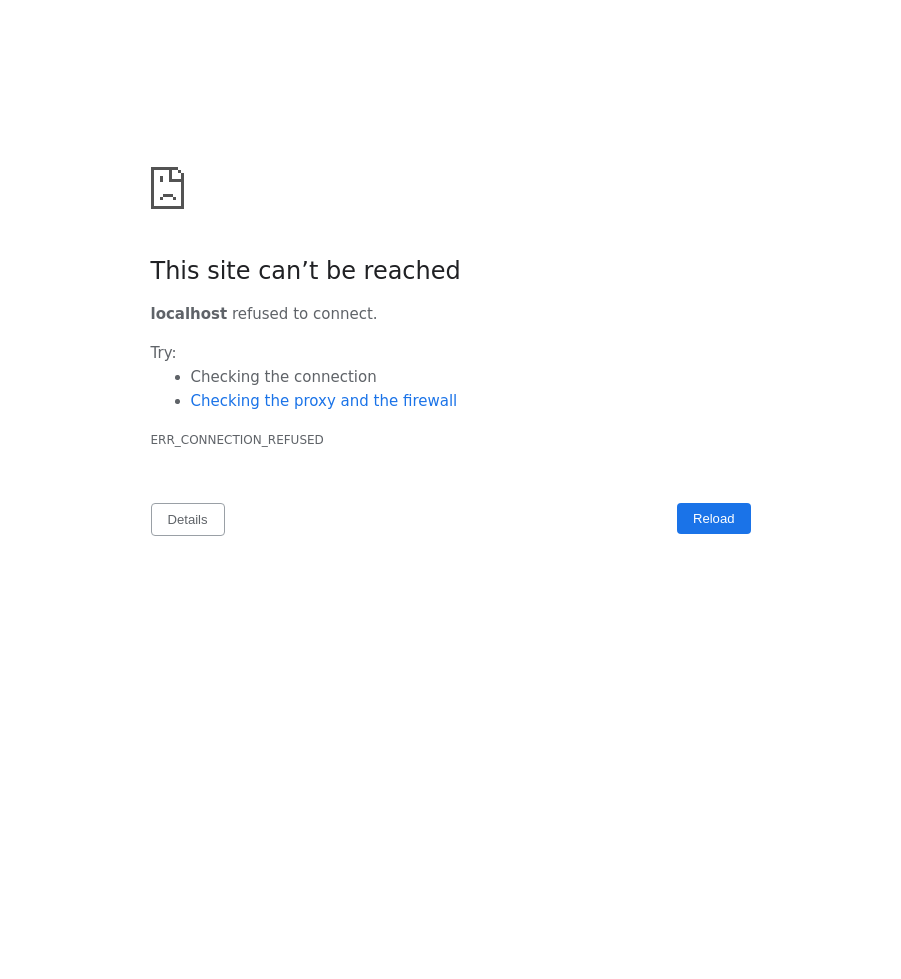 This site can’t be reached
localhost refused to connect.
Try:
Checking the connection
Checking the proxy and the firewall
ERR_CONNECTION_REFUSED
Details
Reload